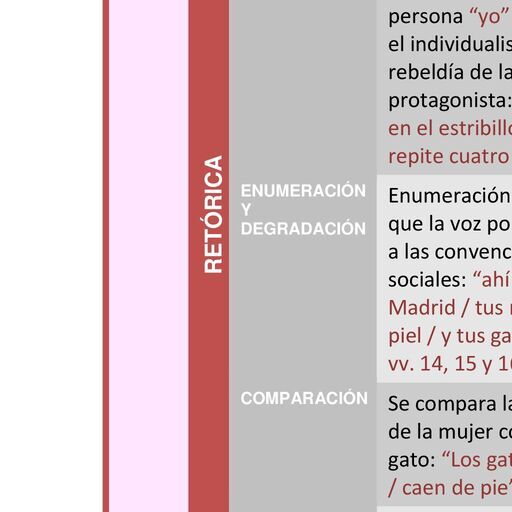 persona “yo”
el individualis
rebeldía de la
protagonista:
en el estribillo
repite cuatro
RETÓRICA
ENUMERACIÓN
Y
DEGRADACIÓN
Enumeración
que la voz po
a las convenc
sociales: “ahí
Madrid / tus
piel / y tus ga
vv. 14, 15 y 16
COMPARACIÓN
Se compara la
de la mujer co
gato: “Los gat
/ caen de pie”